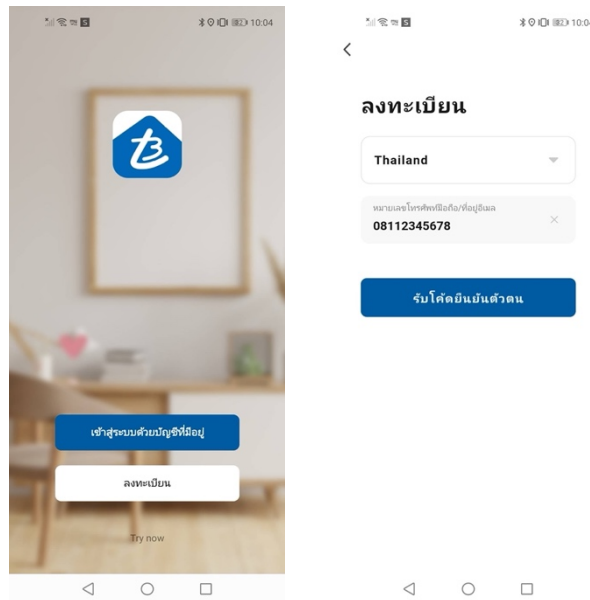 10:04
เข้าสู่ระบบด้วยบัญชีที่มีอยู่
ลงทะเบียน
Try now
10:04
ลงทะเบียน
Thailand
หมายเลขโทรศัพท์มือถือ/ที่อยู่อีเมล
08112345678
รับโค้ดยืนยันตัวตน